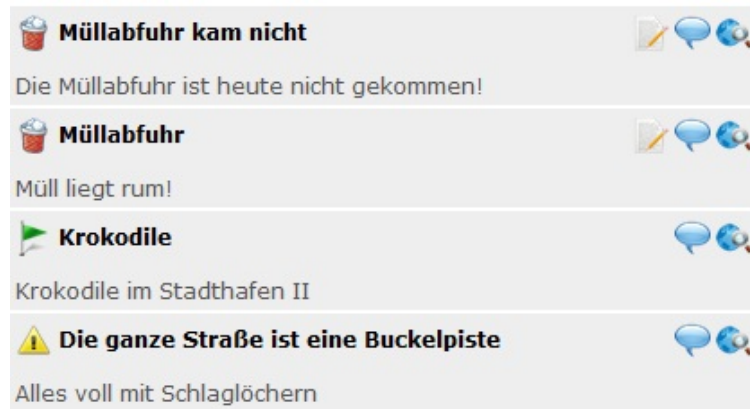 Müllabfuhr kam nicht
Die Müllabfuhr ist heute nicht gekommen!
Müllabfuhr
Müll liegt rum!
Krokodile
Krokodile im Stadthafen II
Die ganze Straße ist eine Buckelpiste
Alles voll mit Schlaglöchern